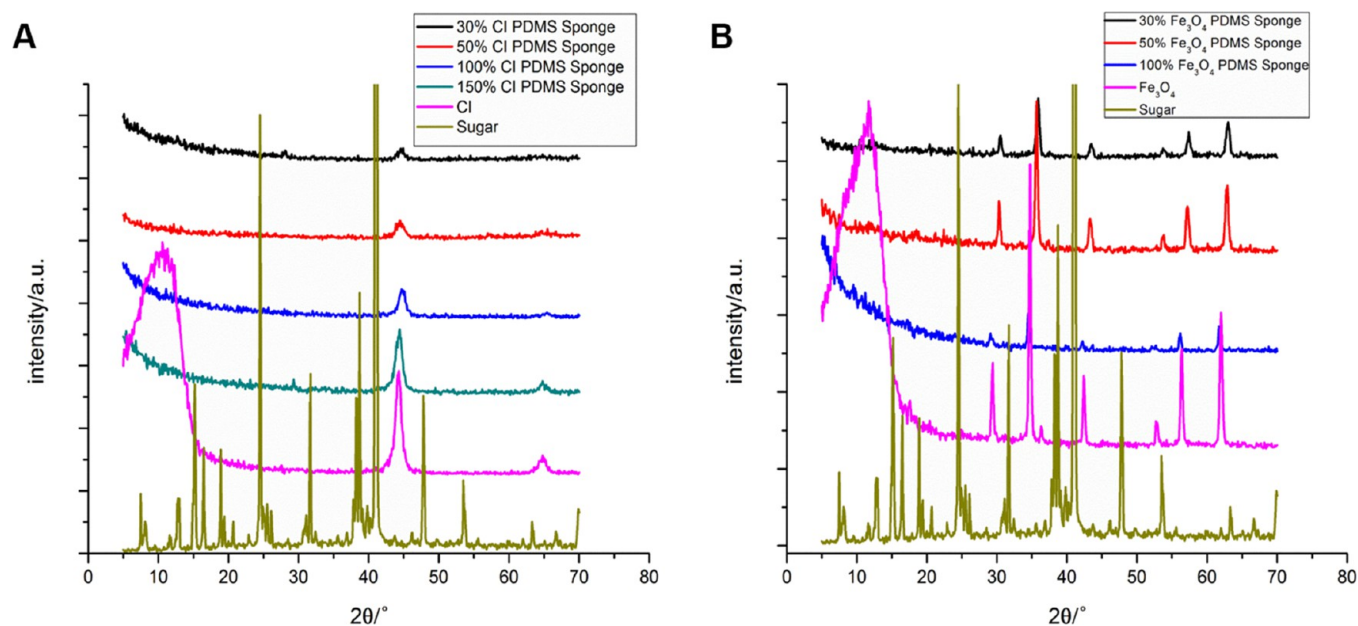 A
30% CI PDMS Sponge
50% CI PDMS Sponge
100% CI PDMS Sponge
150% CI PDMS Sponge
CI
Sugar
intensity/a.u.
0 10 20 30 40 50 60 70 80
2θ/°
B
30% Fe₃O₄ PDMS Sponge
50% Fe₃O₄ PDMS Sponge
100% Fe₃O₄ PDMS Sponge
Fe₃O₄
Sugar
intensity/a.u.
0 10 20 30 40 50 60 70 80
2θ/°